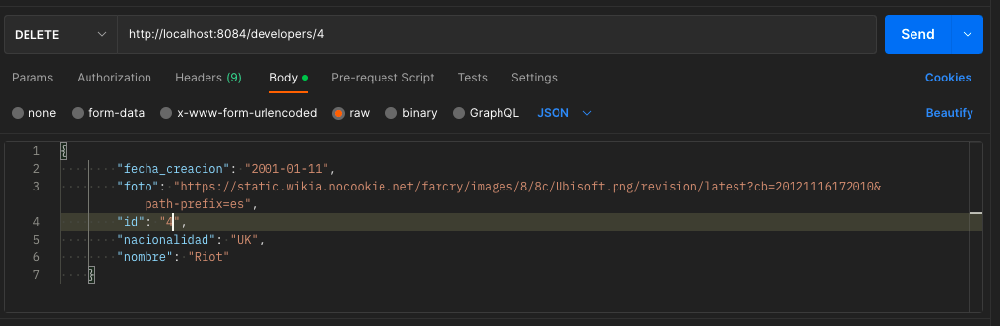 DELETE http://localhost:8084/developers/4 Send
Params Authorization Headers (9) Body Pre-request Script Tests Settings Cookies
none form-data x-www-form-urlencoded raw binary GraphQL JSON Beautify
1 {
2 "fecha_creacion": "2001-01-11",
3 "foto": "https://static.wikia.nocookie.net/farcry/images/8/8c/Ubisoft.png/revision/latest?cb=20121116172010&
path-prefix=es",
4 "id": "4",
5 "nacionalidad": "UK",
6 "nombre": "Riot"
7 }